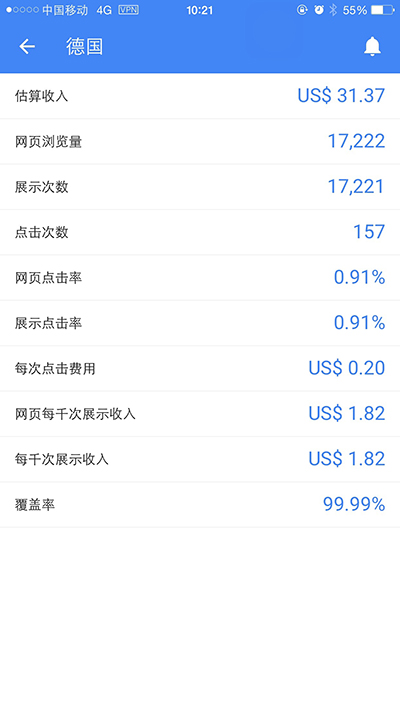 中国移动 4G VPN 10:21 55%
德国
估算收入 US$ 31.37
网页浏览量 17,222
展示次数 17,221
点击次数 157
网页点击率 0.91%
展示点击率 0.91%
每次点击费用 US$ 0.20
网页每千次展示收入 US$ 1.82
每千次展示收入 US$ 1.82
覆盖率 99.99%